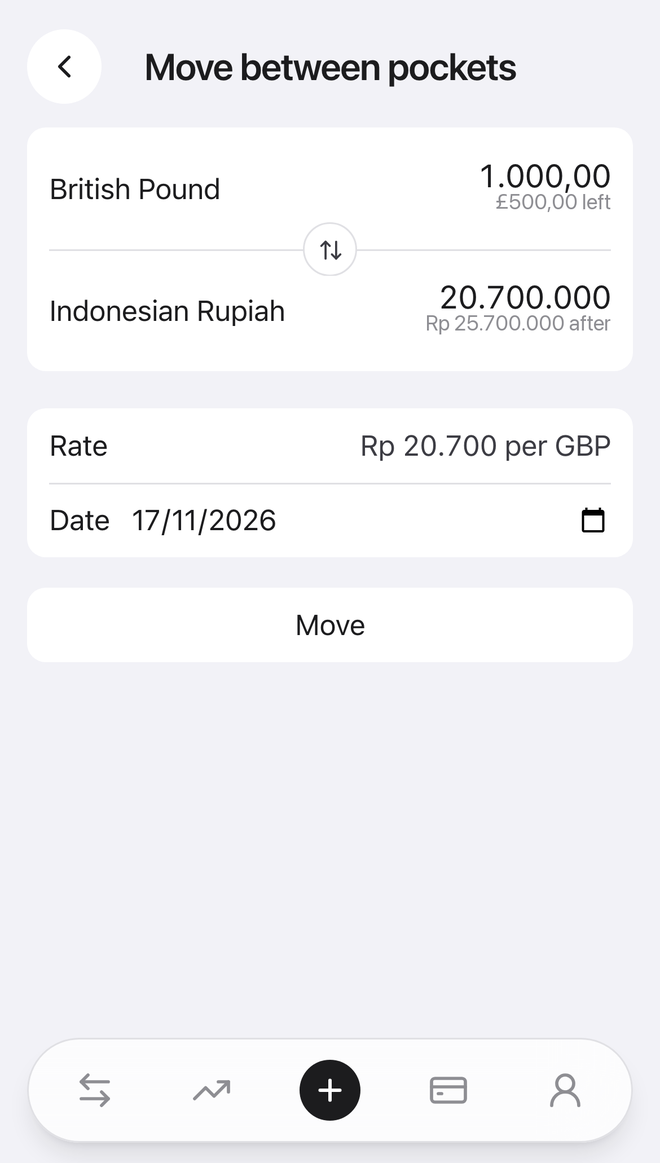 Move between pockets
British Pound
1.000,00
£500,00 left
Indonesian Rupiah
20.700.000
Rp 25.700.000 after
Rate
Rp 20.700 per GBP
Date 17/11/2026
Move